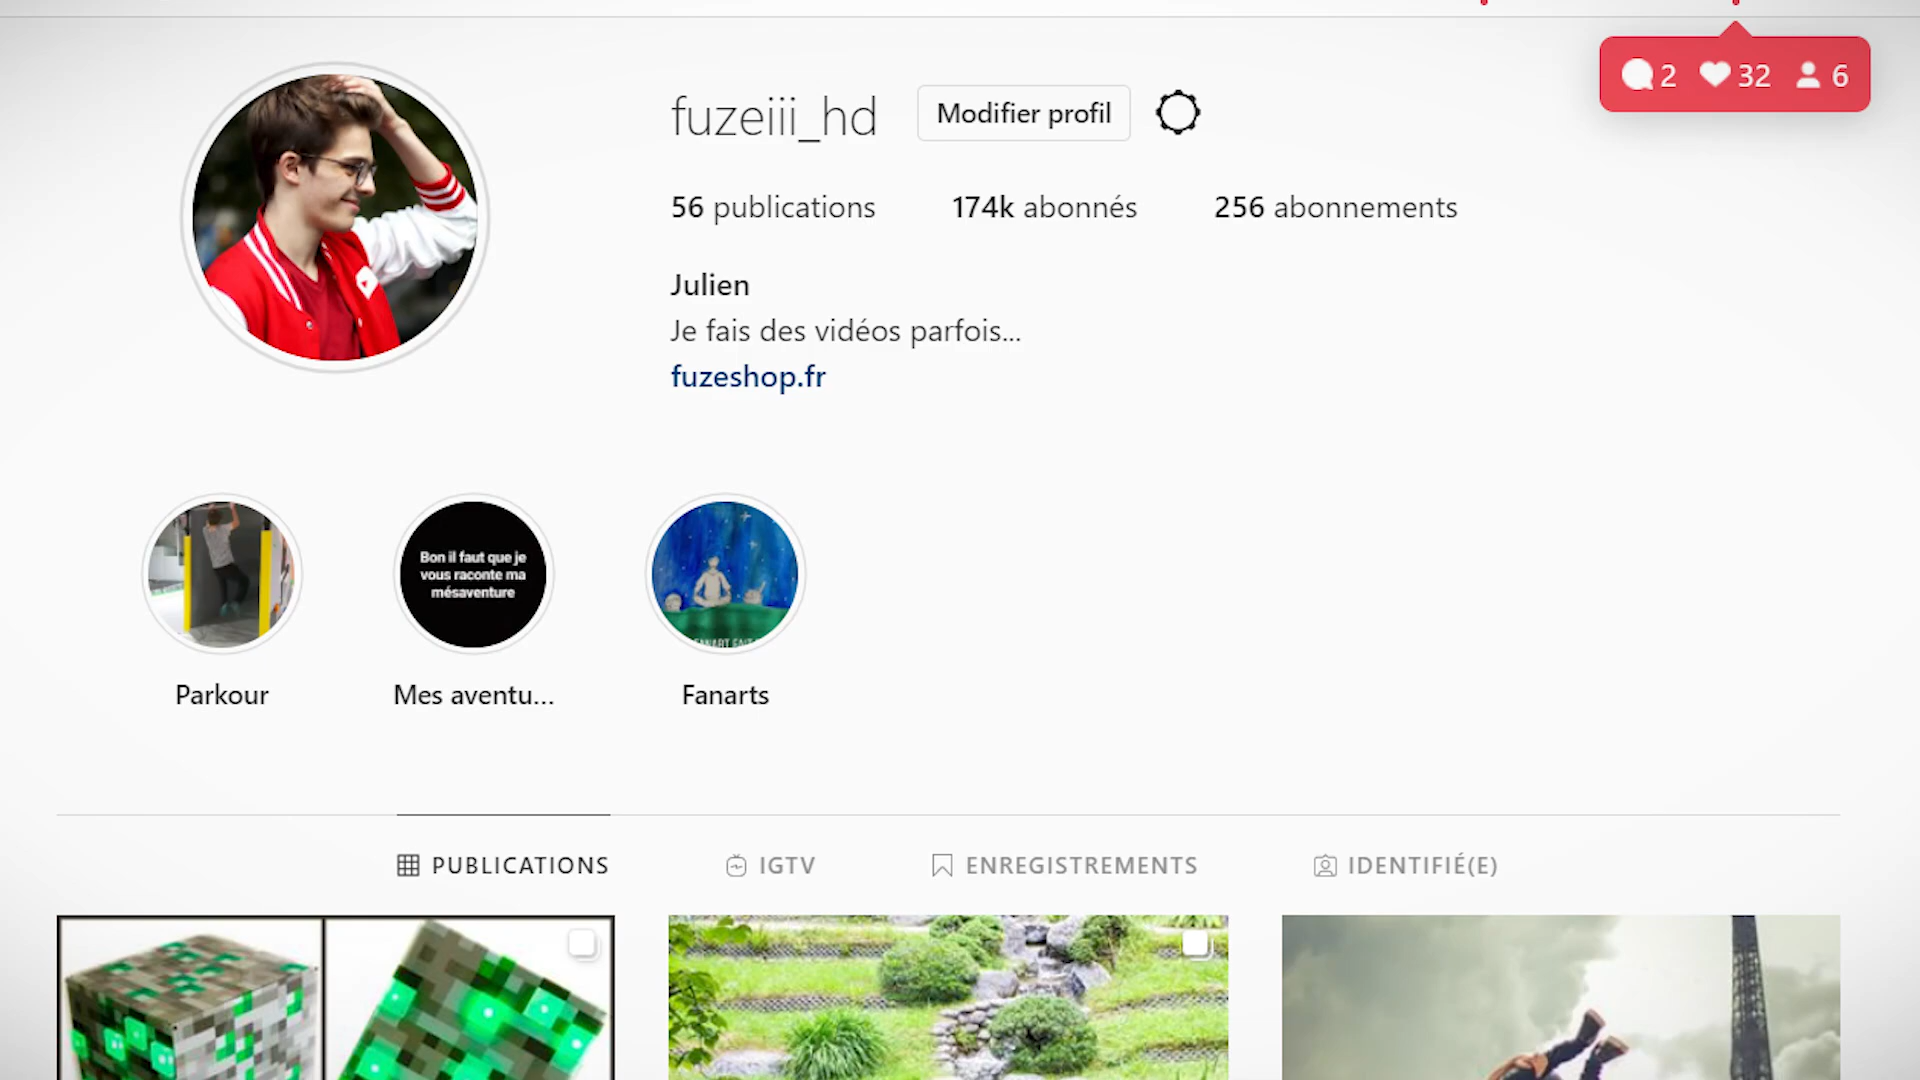 2 32 6
fuzeiii_hd Modifier profil
56 publications 174k abonnés 256 abonnements
Julien
Je fais des vidéos parfois...
fuzeshop.fr
Bon il faut que je
vous raconte ma
mésaventure
Parkour Mes aventu... Fanarts
PUBLICATIONS IGTV ENREGISTREMENTS IDENTIFIÉ(E)